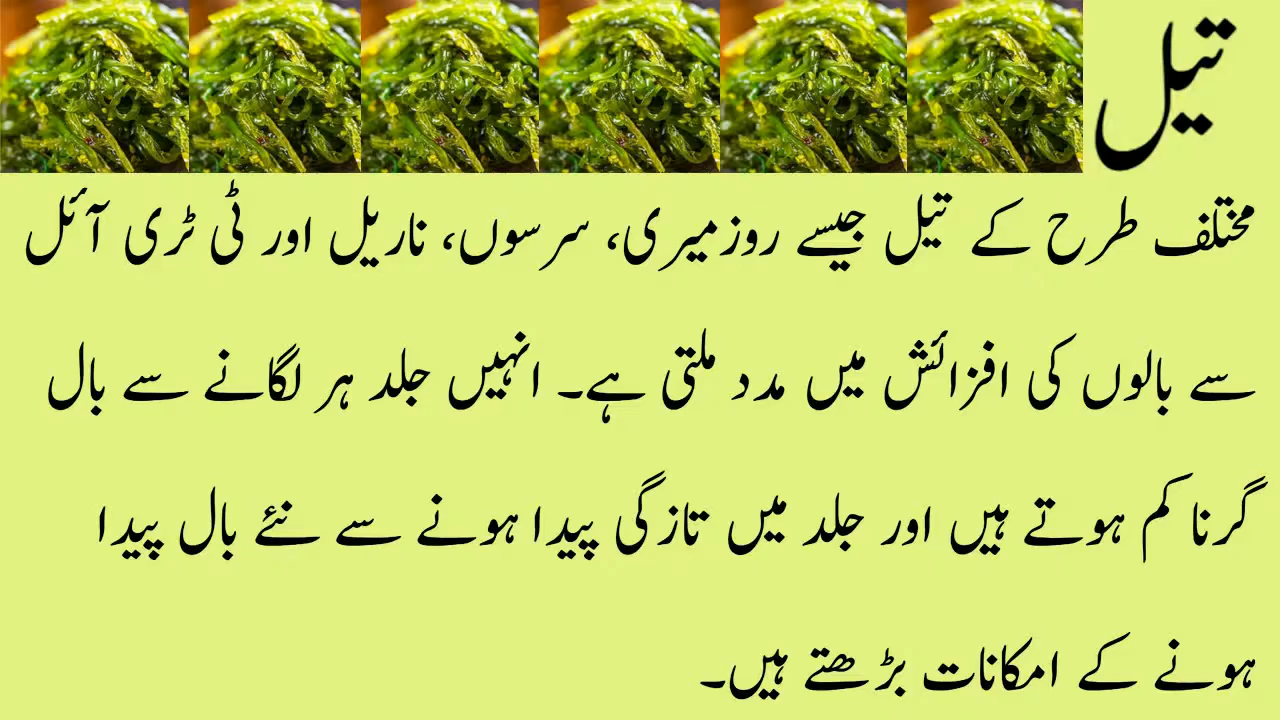 تیل
مختلف طرح کے تیل جیسے روزمیری، سرسوں، ناریل اور ٹی ٹری آئل
سے بالوں کی افزائش میں مدد ملتی ہے۔ انہیں جلد ہر لگانے سے بال
گرنا کم ہوتے ہیں اور جلد میں تازگی پیدا ہونے سے نئے بال پیدا
ہونے کے امکانات بڑھتے ہیں۔